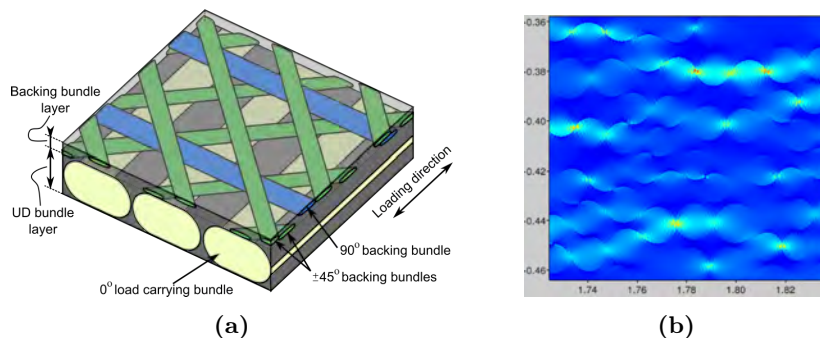 Backing bundle
layer
UD bundle
layer
Loading direction
90° backing bundle
±45° backing bundles
0° load carrying bundle
(a)
-0.36
-0.38
-0.40
-0.42
-0.44
-0.46
1.74
1.76
1.78
1.80
1.82
(b)